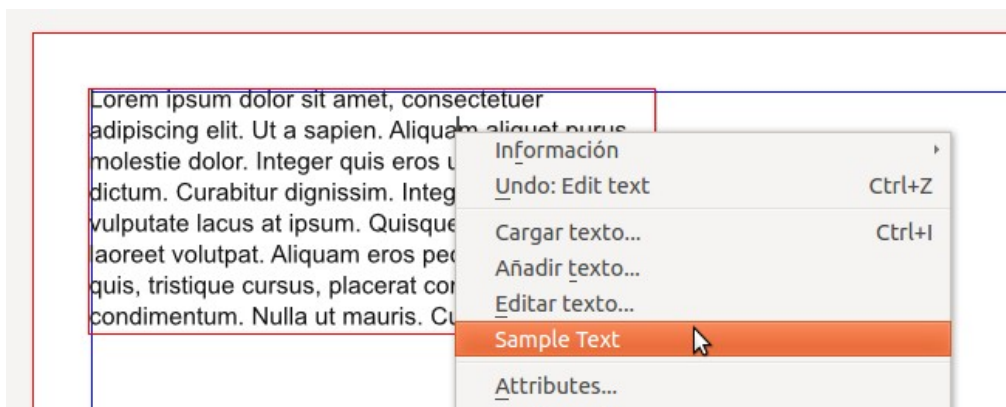 Lorem ipsum dolor sit amet, consectetuer
adipiscing elit. Ut a sapien. Aliquam aliquet purus
molestie dolor. Integer quis eros
dictum. Curabitur dignissim.
vulputate lacus at ipsum. Quisque
laoreet volutpat. Aliquam eros
quis, tristique cursus, placerat
condimentum. Nulla ut mauris.
Información
Undo: Edit text Ctrl+Z
Cargar texto... Ctrl+I
Añadir texto...
Editar texto...
Sample Text
Attributes...